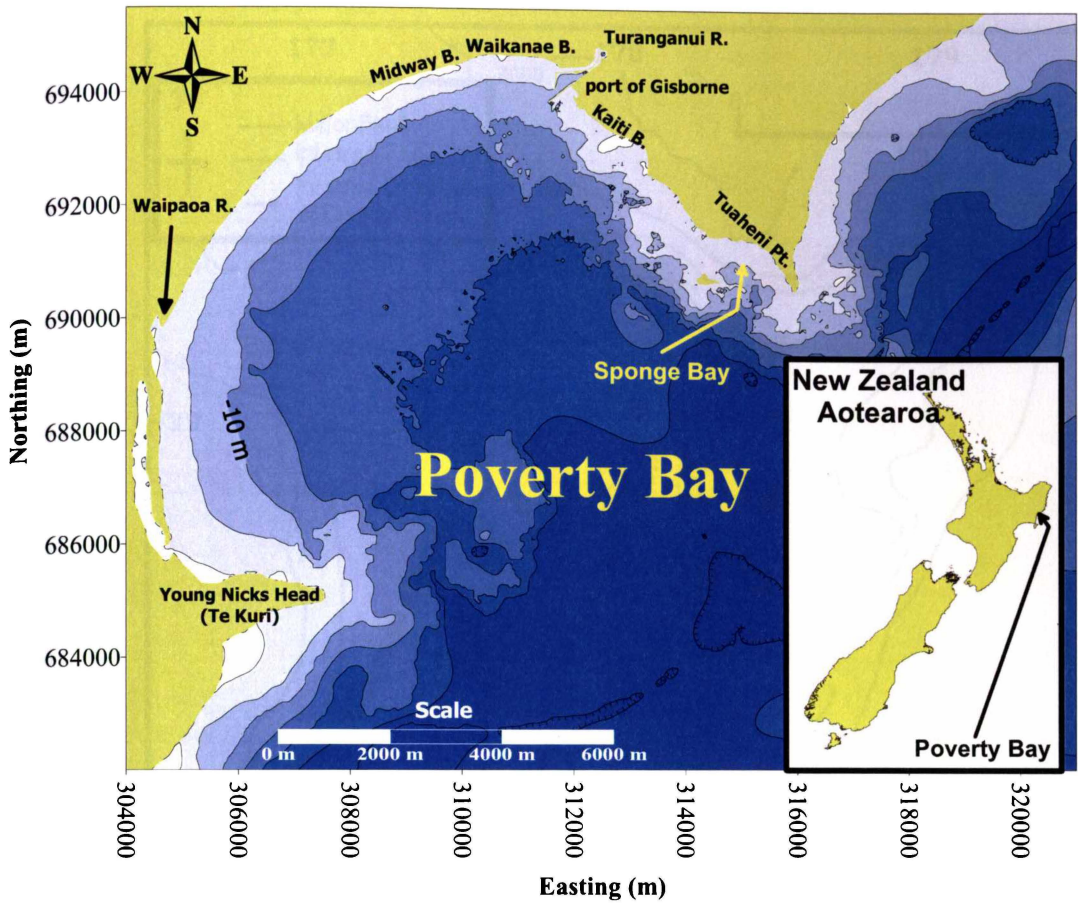 N
W E
S
Midway B.
Waikanae B.
Turanganui R.
port of Gisborne
Kaiti B.
Waipaoa R.
Tuaheni Pt.
Sponge Bay
-10 m
Poverty Bay
Young Nicks Head
(Te Kuri)
Scale
0 m 2000 m 4000 m 6000 m
New Zealand
Aotearoa
Poverty Bay
Northing (m)
694000
692000
690000
688000
686000
684000
304000 306000 308000 310000 312000 314000 316000 318000 320000
Easting (m)